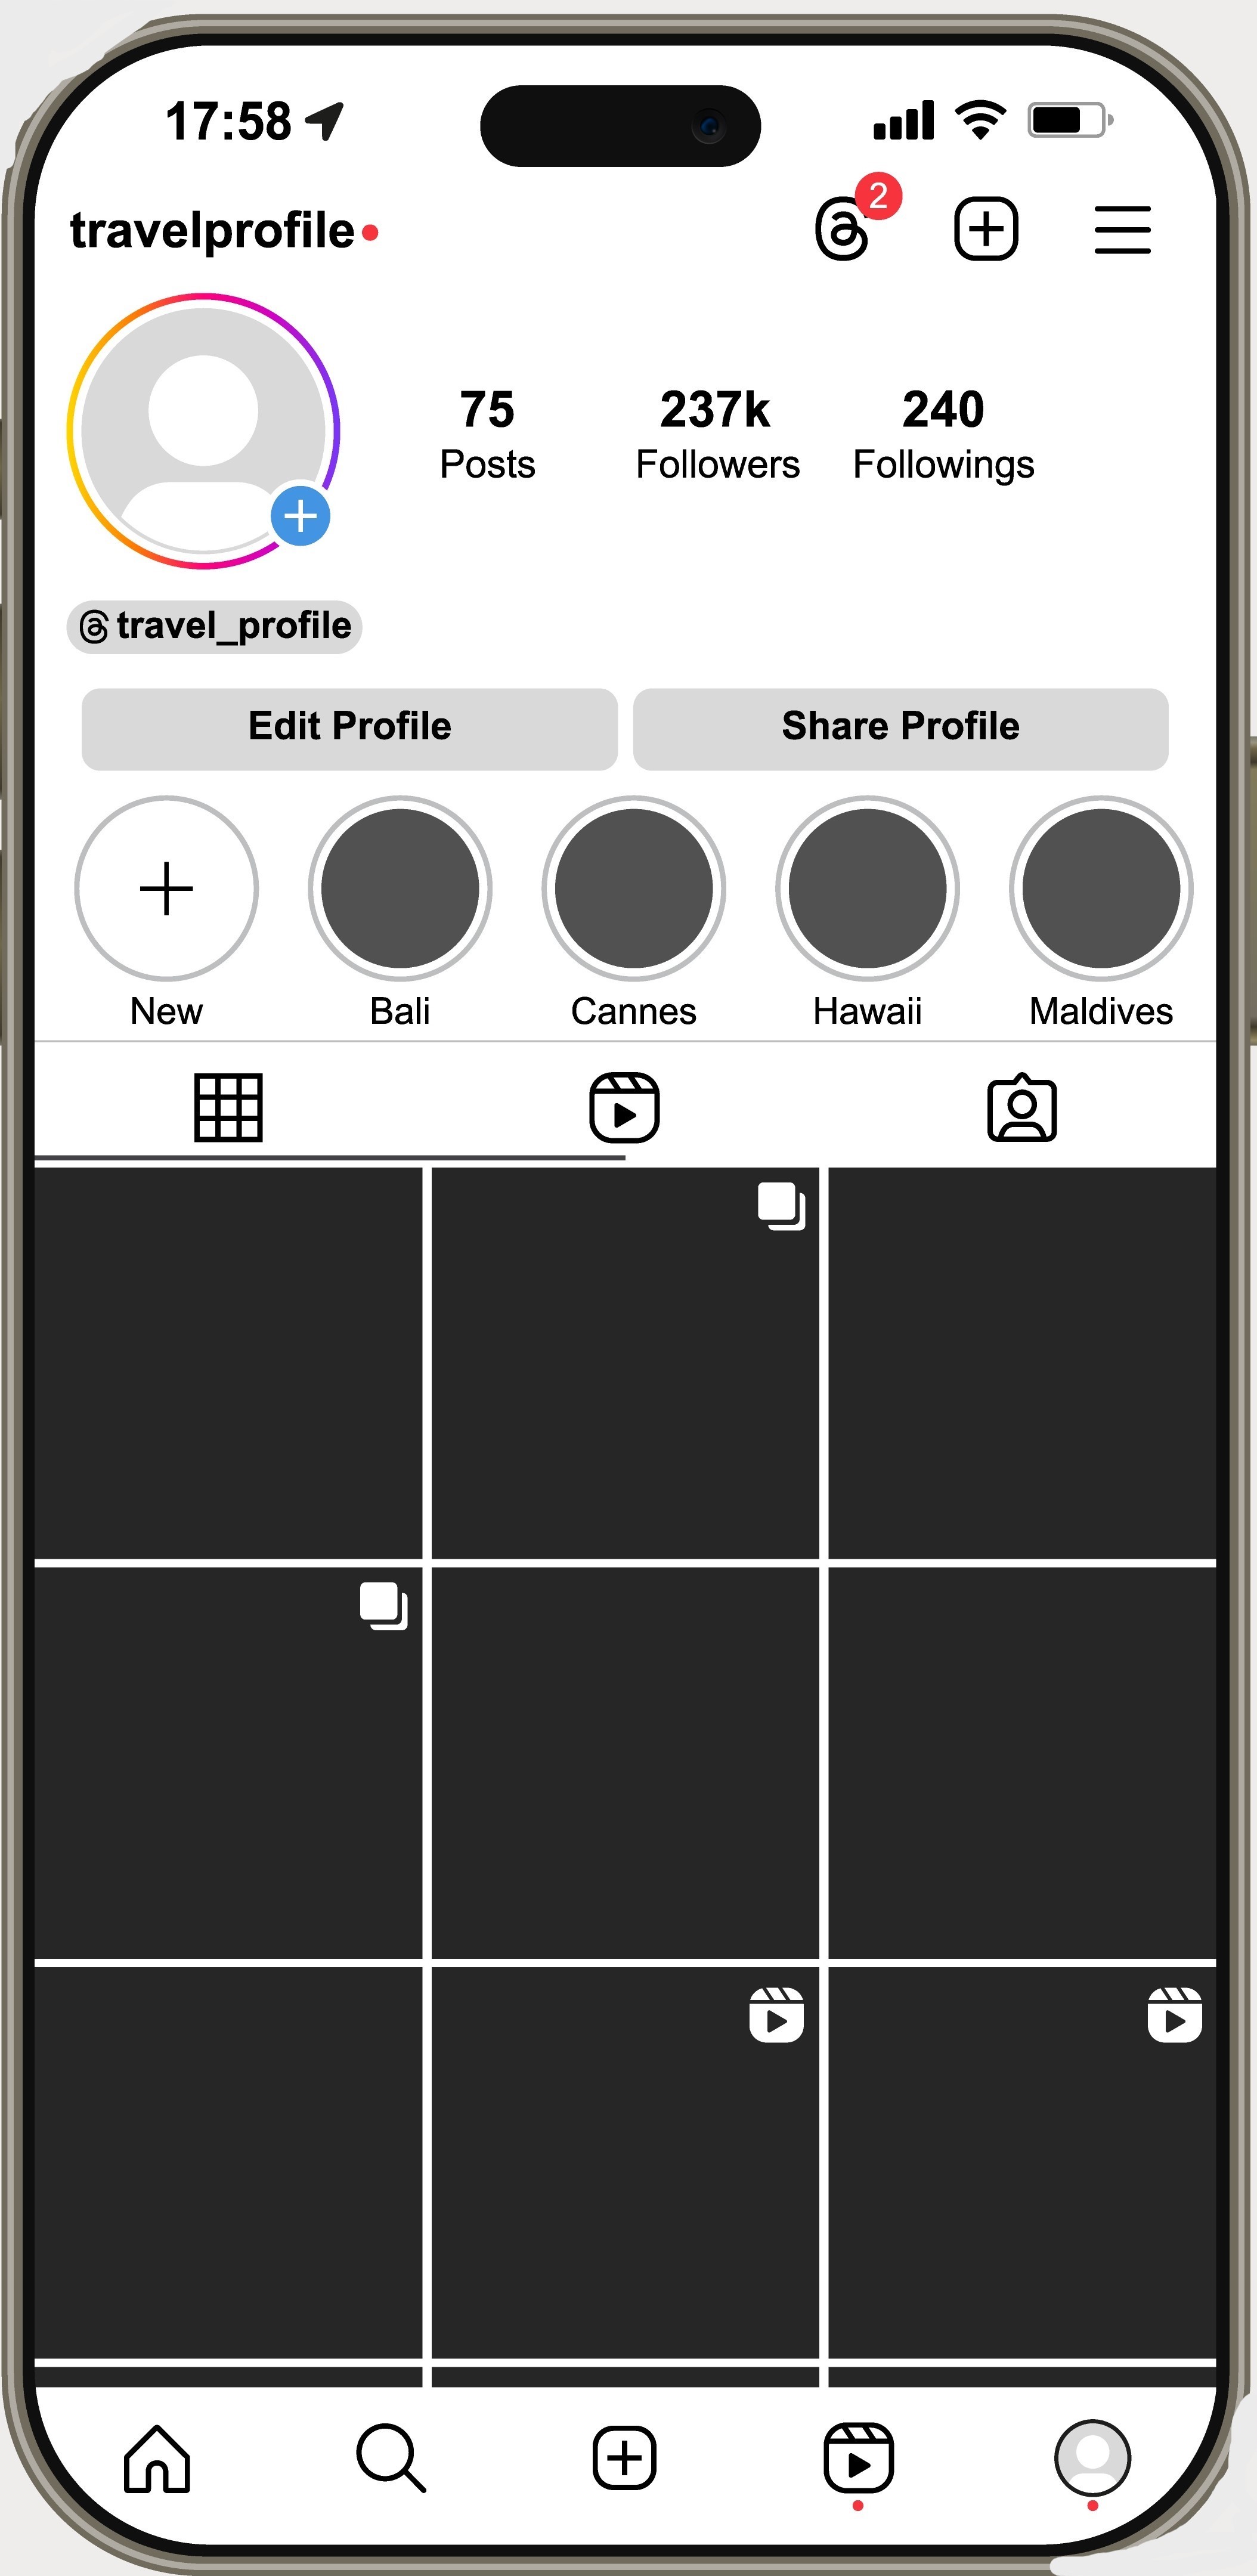 17:58
travelprofile
2
75 237k 240
Posts Followers Followings
travel_profile
Edit Profile Share Profile
New Bali Cannes Hawaii Maldives